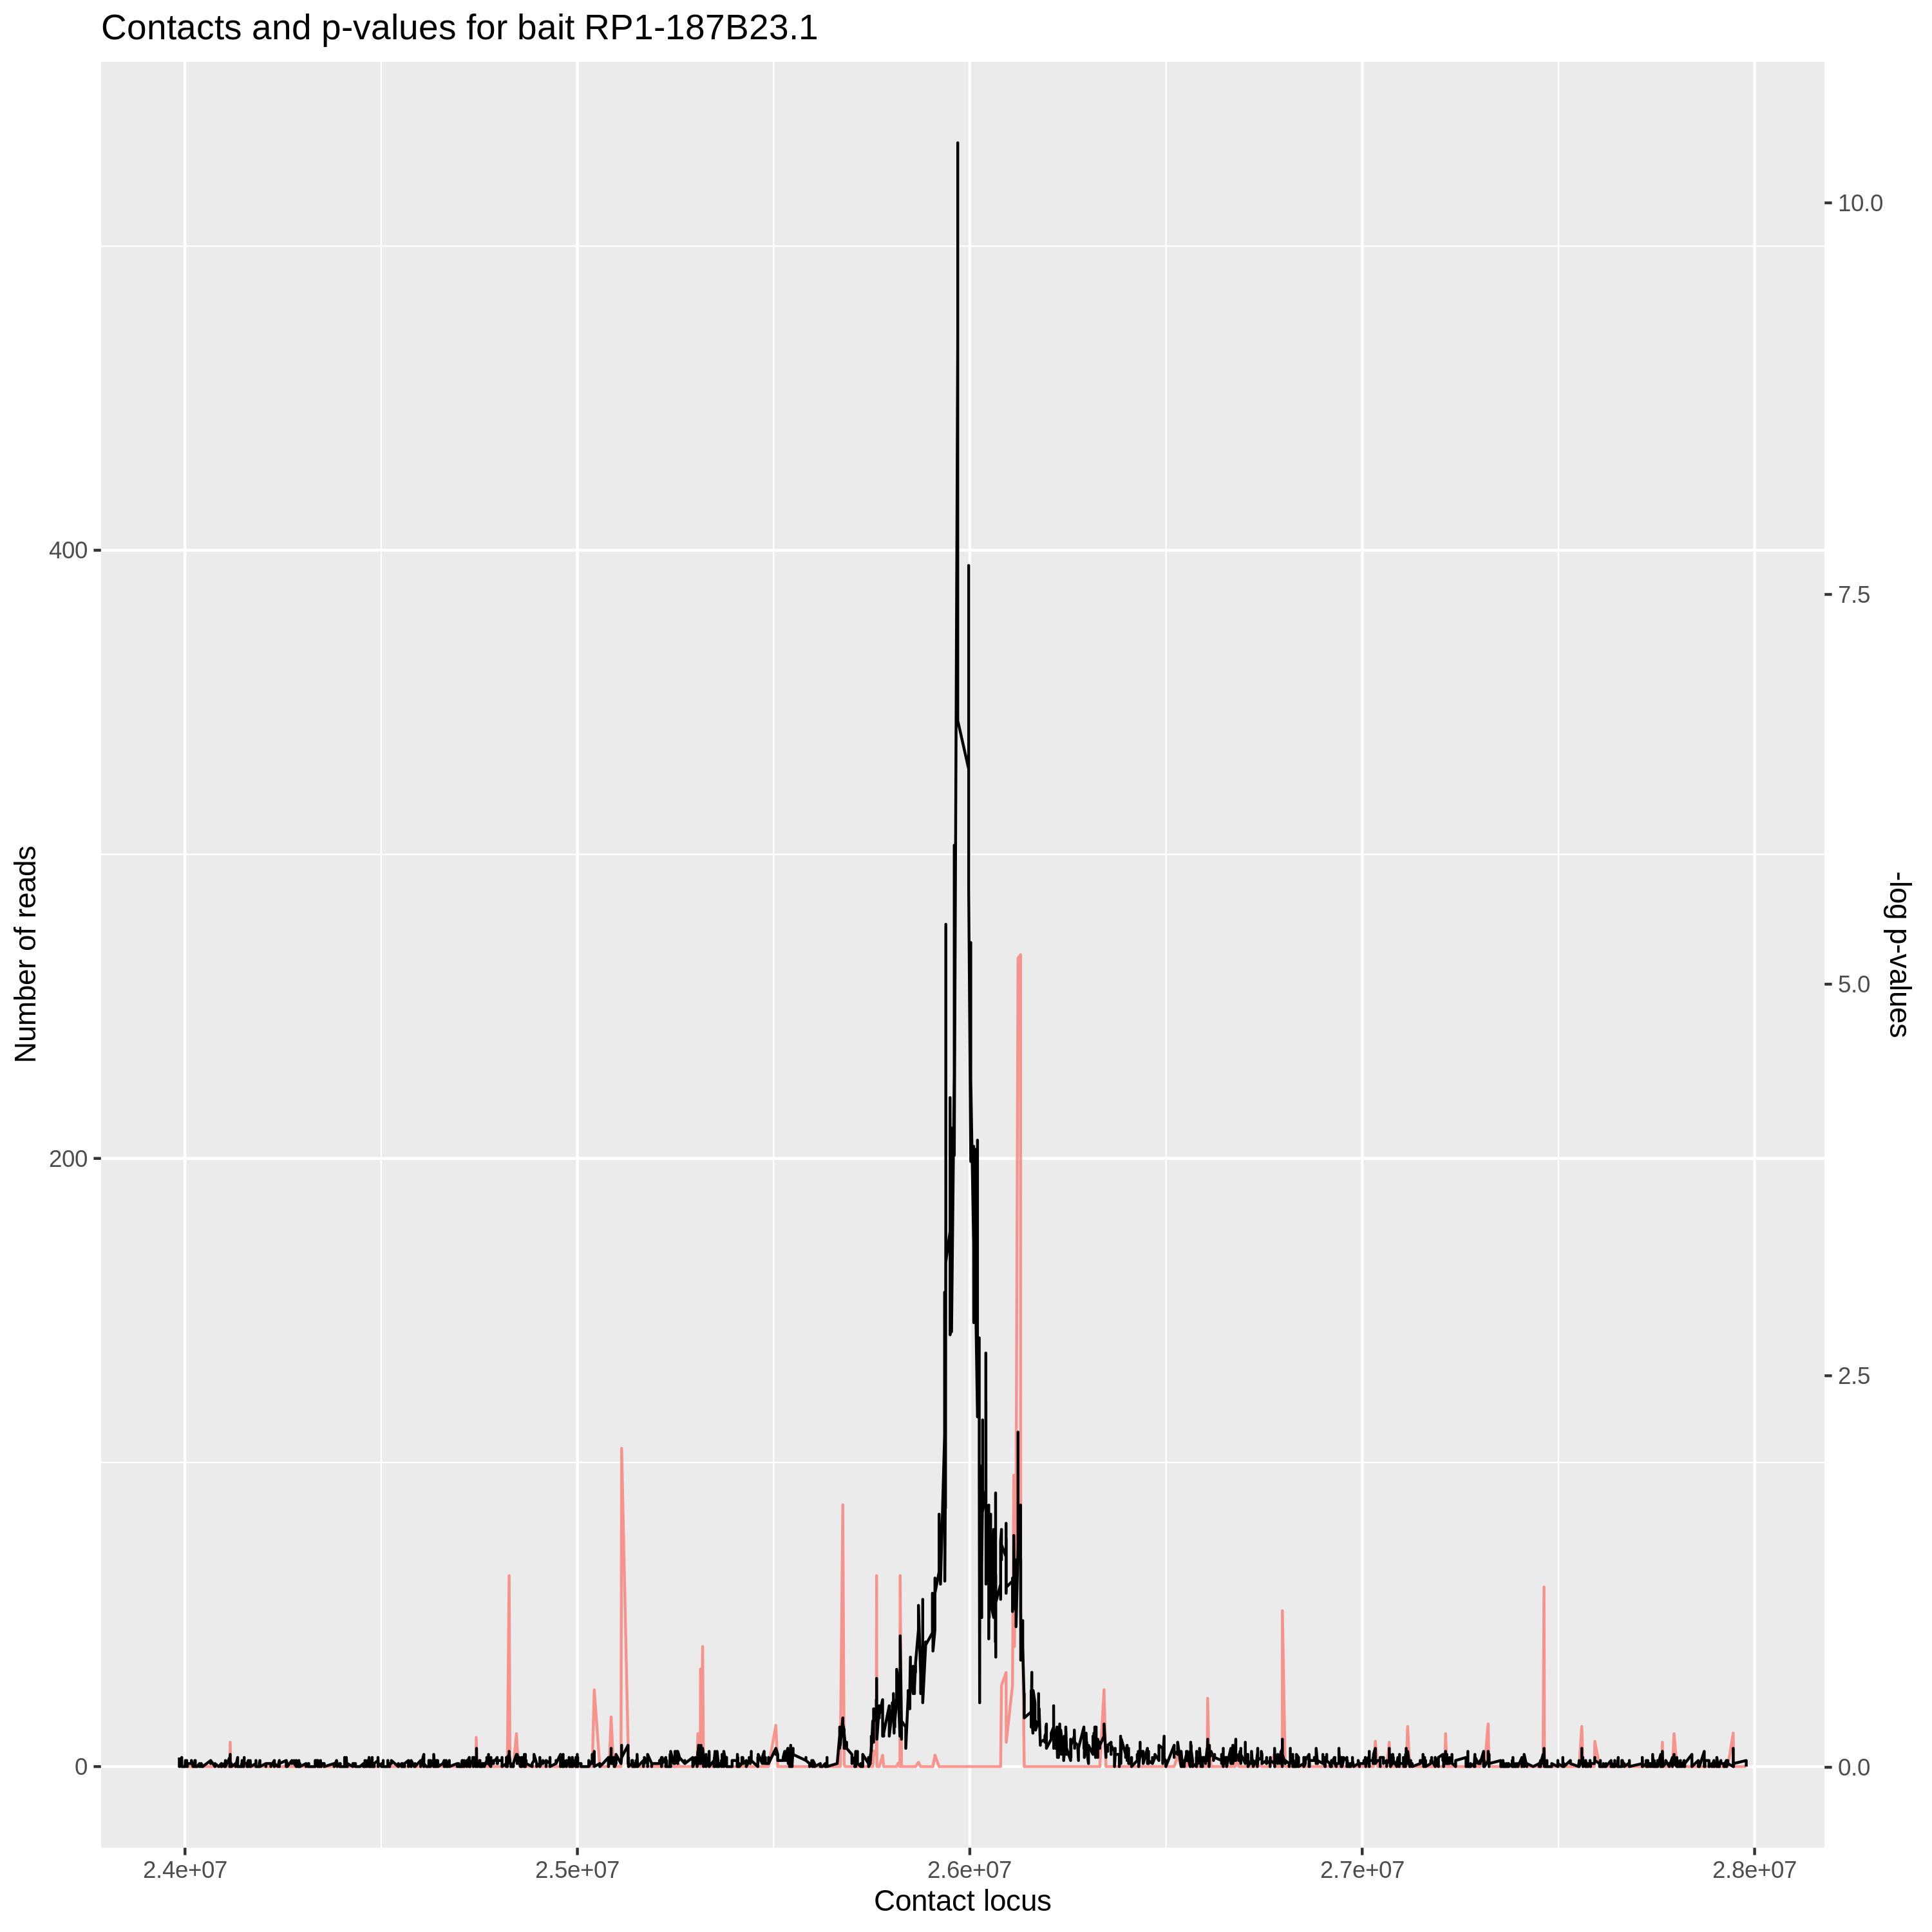 Contacts and p-values for bait RP1-187B23.1
Number of reads
400
200
0
10.0
7.5
5.0
2.5
0.0
-log p-values
2.4e+07
2.5e+07
2.6e+07
2.7e+07
2.8e+07
Contact locus